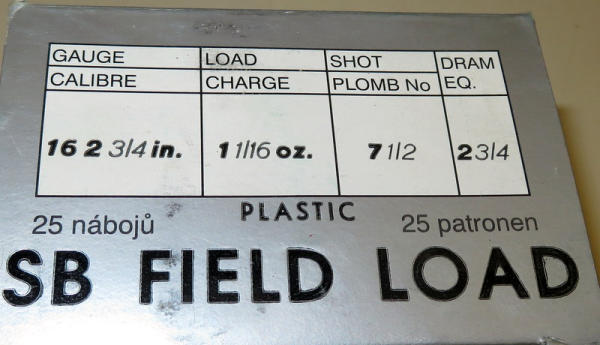 GAUGE LOAD SHOT DRAM EQ.
CALIBRE CHARGE PLOMB No
16 2 3/4 in. 1 1/16 oz. 7 1/2 2 3/4
25 nábojů PLASTIC 25 patronen
SB FIELD LOAD